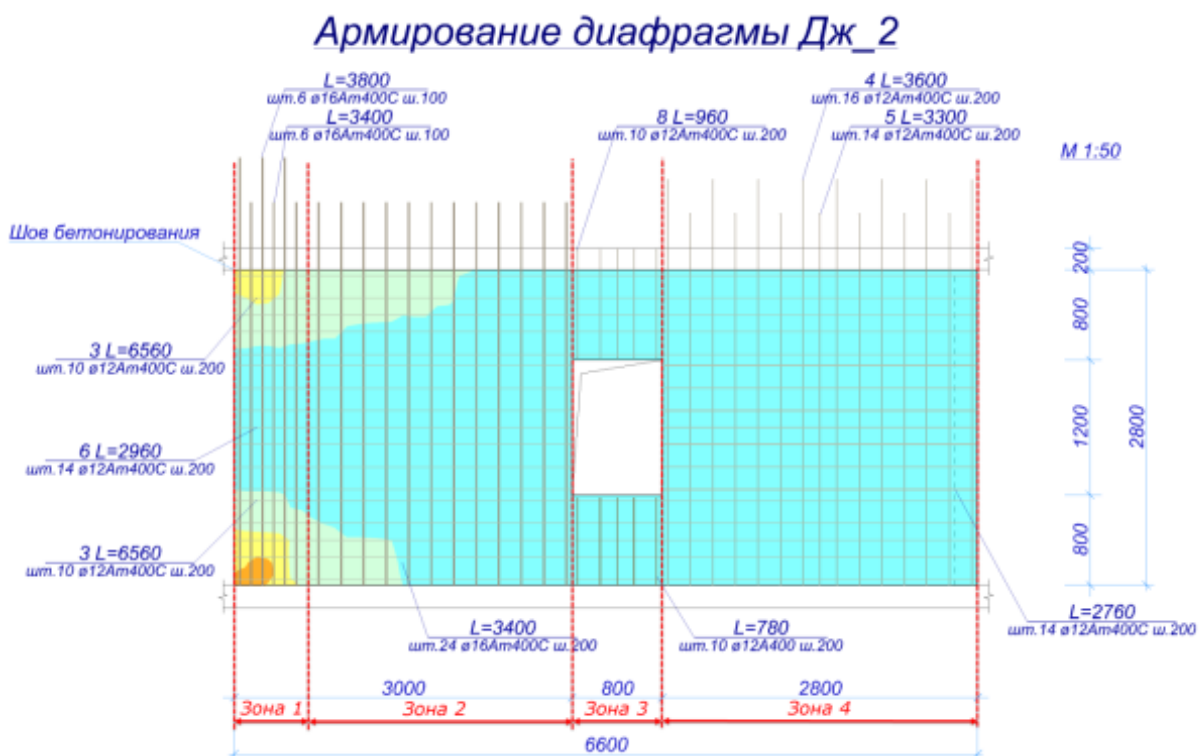 Армирование диафрагмы Дж_2
L=3800
шт.6 ø16Ат400С ш.100
L=3400
шт.6 ø16Ат400С ш.100
8 L=960
шт.10 ø12Ат400С ш.200
4 L=3600
шт.16 ø12Ат400С ш.200
5 L=3300
шт.14 ø12Ат400С ш.200
М 1:50
Шов бетонирования
200
800
3 L=6560
шт.10 ø12Ат400С ш.200
1200
2800
6 L=2960
шт.14 ø12Ат400С ш.200
800
3 L=6560
шт.10 ø12Ат400С ш.200
L=3400
шт.24 ø16Ат400С ш.200
L=780
шт.10 ø12А400 ш.200
L=2760
шт.14 ø12Ат400С ш.200
3000
800
2800
Зона 1
Зона 2
Зона 3
Зона 4
6600